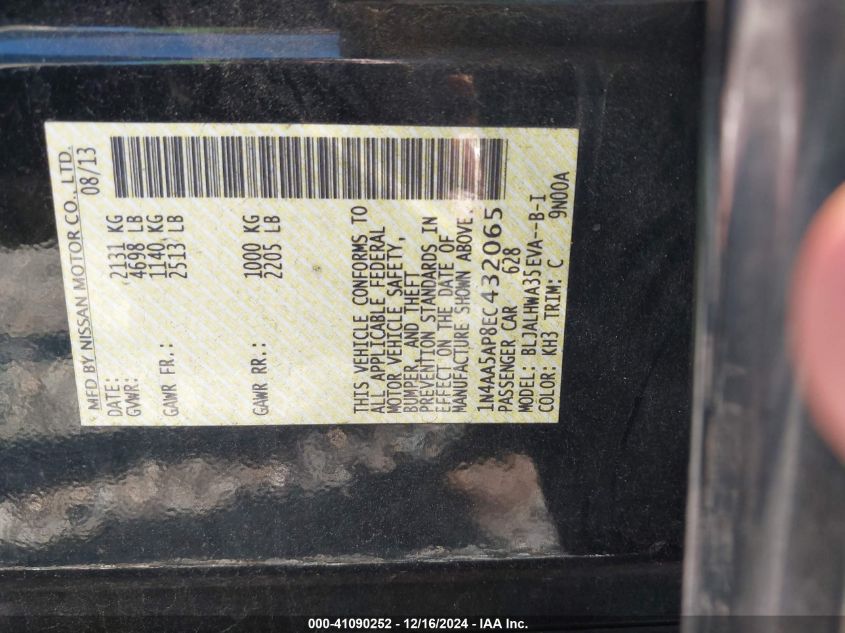 MFD BY NISSAN MOTOR CO., LTD.
DATE: 08/13
GVWR: 2131 KG
4698 LB
GAWR FR.: 1140 KG
2513 LB
GAWR RR.: 1000 KG
2205 LB
THIS VEHICLE CONFORMS TO
ALL APPLICABLE FEDERAL
MOTOR VEHICLE SAFETY,
BUMPER, AND THEFT
PREVENTION STANDARDS IN
EFFECT ON THE DATE OF
MANUFACTURE SHOWN ABOVE.
1N4AA5AP8EC432065
PASSENGER CAR 628
MODEL: BLJALHWA35EVA--B-I
COLOR: KH3 TRIM: C 9N00A
000-41090252 - 12/16/2024 - IAA Inc.